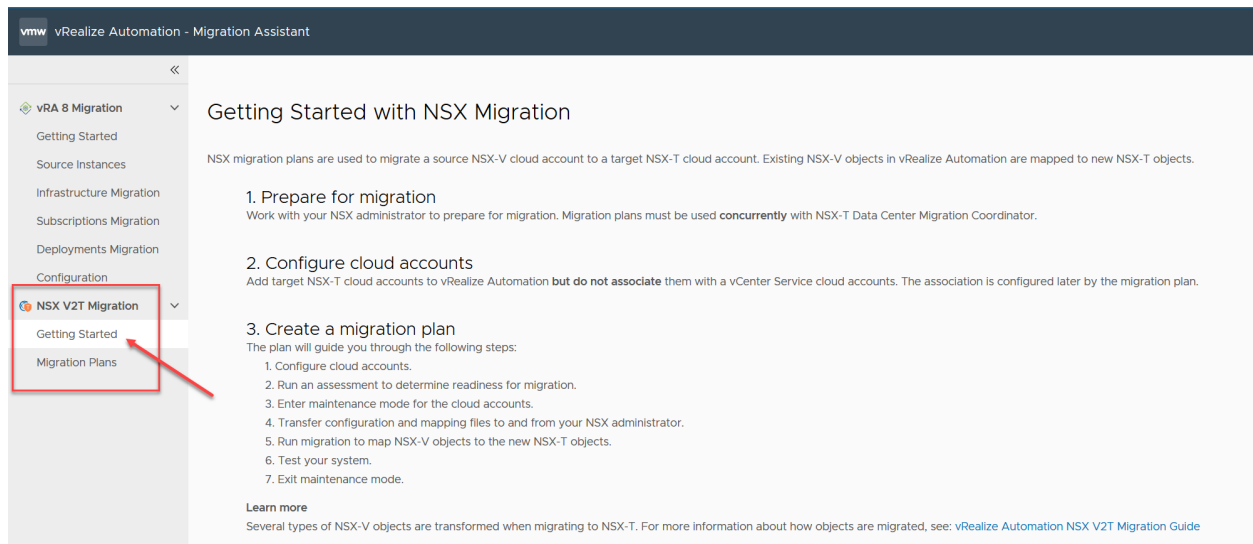 vmw vRealize Automation - Migration Assistant
vRA 8 Migration
Getting Started
Source Instances
Infrastructure Migration
Subscriptions Migration
Deployments Migration
Configuration
NSX V2T Migration
Getting Started
Migration Plans
Getting Started with NSX Migration
NSX migration plans are used to migrate a source NSX-V cloud account to a target NSX-T cloud account. Existing NSX-V objects in vRealize Automation are mapped to new NSX-T objects.
1. Prepare for migration
Work with your NSX administrator to prepare for migration. Migration plans must be used concurrently with NSX-T Data Center Migration Coordinator.
2. Configure cloud accounts
Add target NSX-T cloud accounts to vRealize Automation but do not associate them with a vCenter Service cloud accounts. The association is configured later by the migration plan.
3. Create a migration plan
The plan will guide you through the following steps:
1. Configure cloud accounts.
2. Run an assessment to determine readiness for migration.
3. Enter maintenance mode for the cloud accounts.
4. Transfer configuration and mapping files to and from your NSX administrator.
5. Run migration to map NSX-V objects to the new NSX-T objects.
6. Test your system.
7. Exit maintenance mode.
Learn more
Several types of NSX-V objects are transformed when migrating to NSX-T. For more information about how objects are migrated, see: vRealize Automation NSX V2T Migration Guide